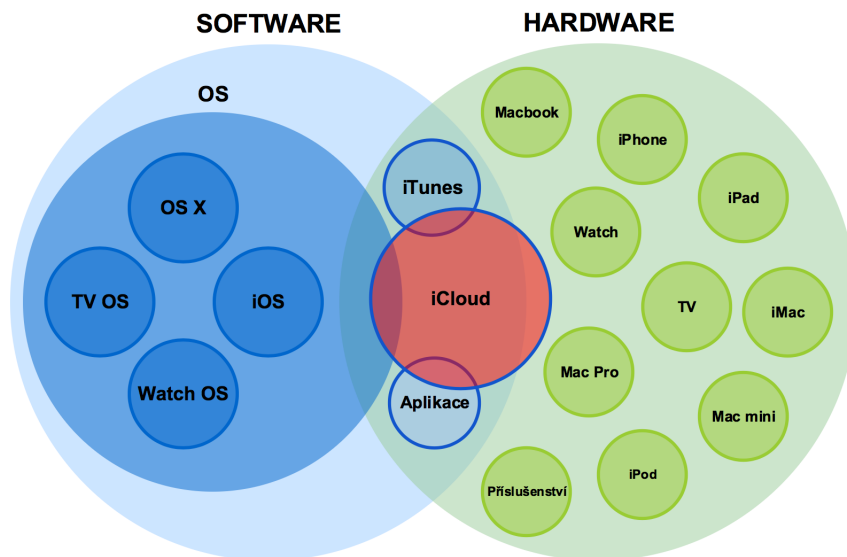 SOFTWARE
HARDWARE
OS
Macbook
iPhone
iTunes
iPad
OS X
Watch
TV OS
iOS
iCloud
TV
iMac
Mac Pro
Watch OS
Aplikace
Mac mini
iPod
Příslušenství